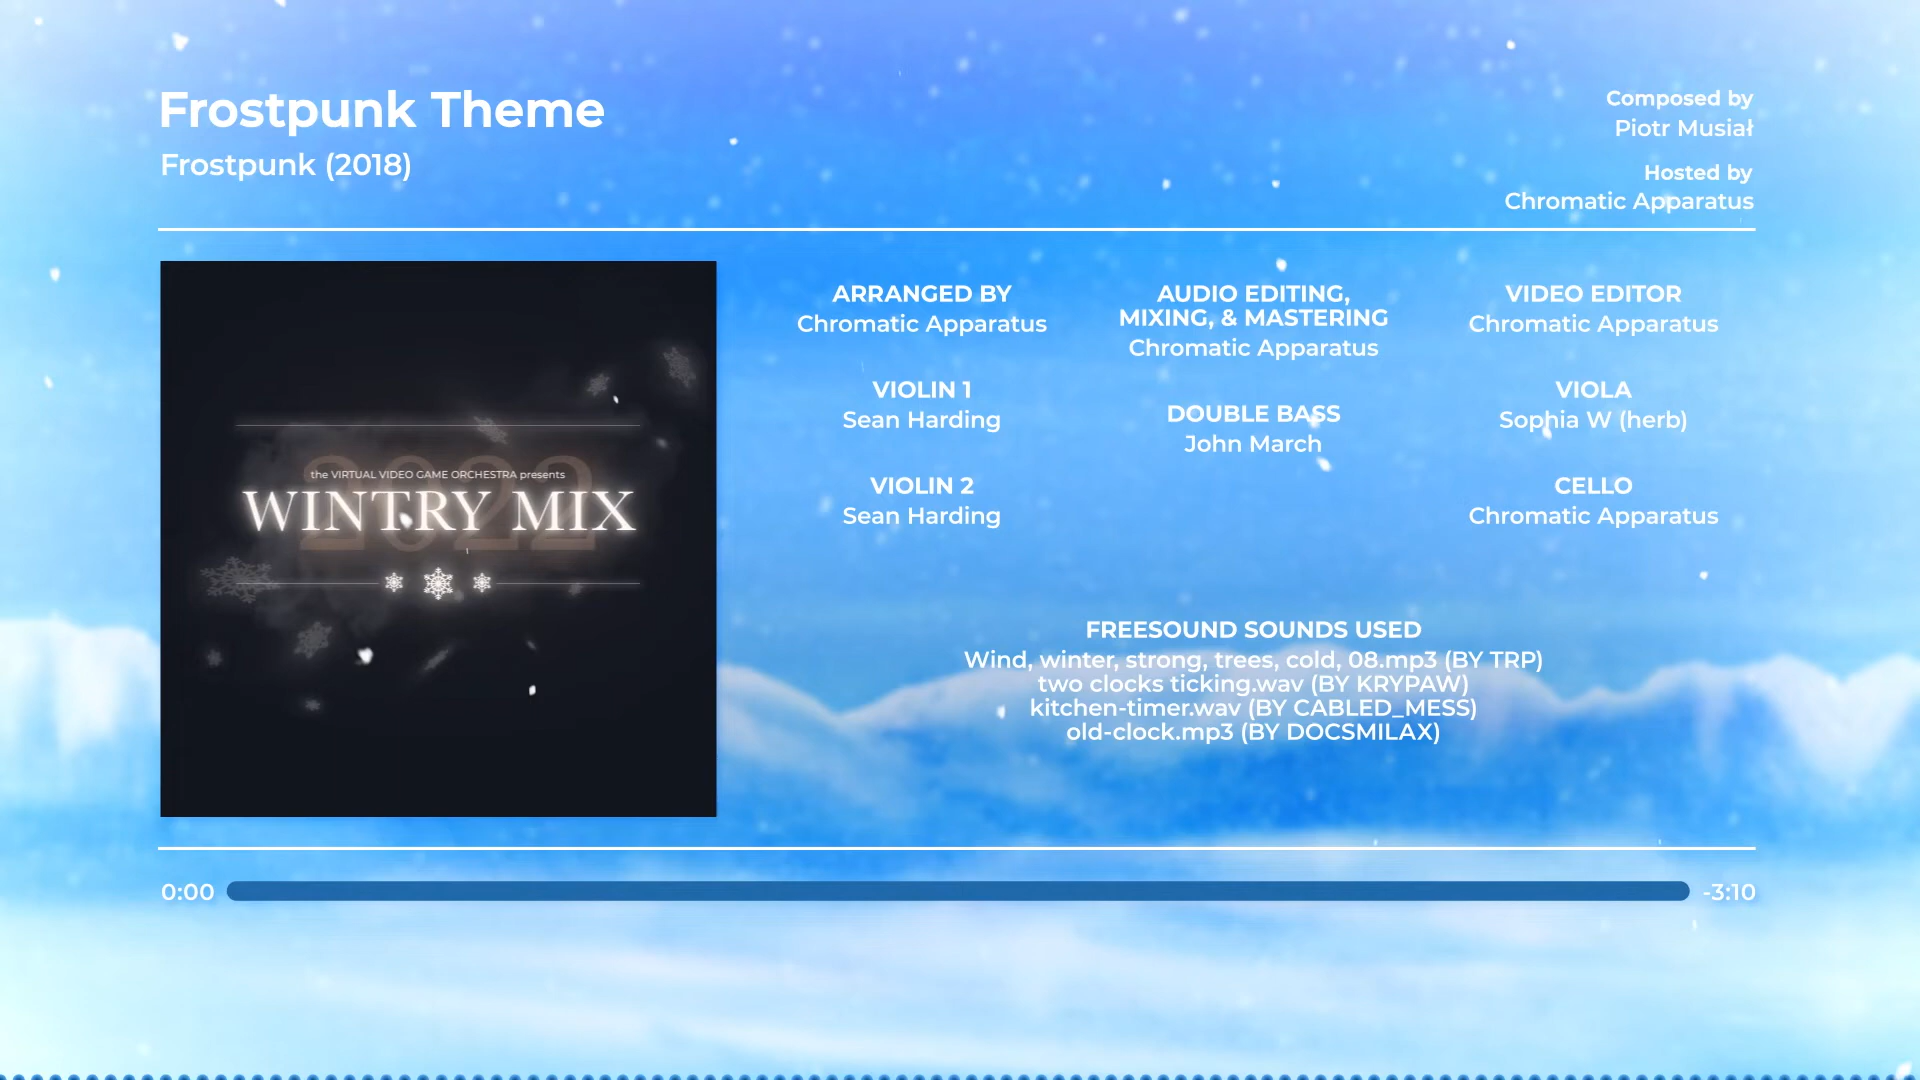 Frostpunk Theme
Frostpunk (2018)
Composed by
Piotr Musiał
Hosted by
Chromatic Apparatus
2022
the VIRTUAL VIDEO GAME ORCHESTRA presents
WINTRY MIX
ARRANGED BY
Chromatic Apparatus
VIOLIN 1
Sean Harding
VIOLIN 2
Sean Harding
AUDIO EDITING,
MIXING, & MASTERING
Chromatic Apparatus
DOUBLE BASS
John March
VIDEO EDITOR
Chromatic Apparatus
VIOLA
Sophia W (herb)
CELLO
Chromatic Apparatus
FREESOUND SOUNDS USED
Wind, winter, strong, trees, cold, 08.mp3 (BY TRP)
two clocks ticking.wav (BY KRYPAW)
kitchen-timer.wav (BY CABLED_MESS)
old-clock.mp3 (BY DOCSMILAX)
0:00
-3:10